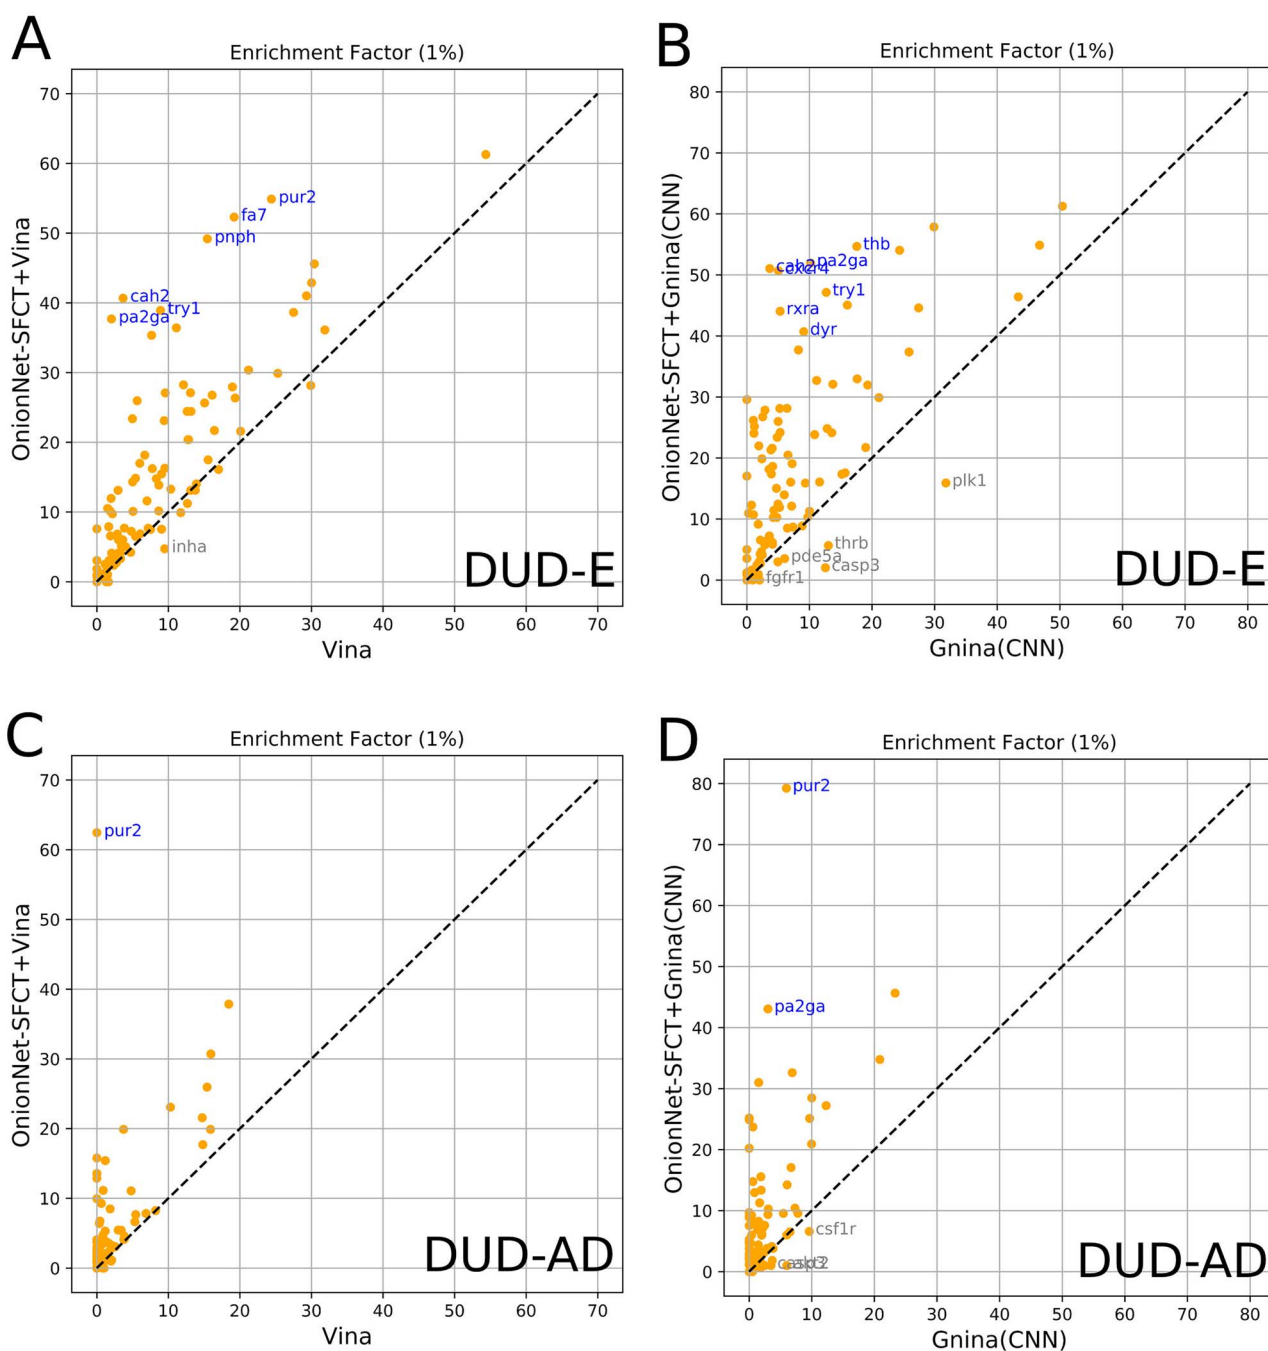 A
Enrichment Factor (1%)
OnionNet-SFCT+Vina
70
60
50
40
30
20
10
0
pur2
fa7
pnph
cah2
try1
pa2ga
inha
DUD-E
0 10 20 30 40 50 60 70
Vina
B
Enrichment Factor (1%)
OnionNet-SFCT+Gnina(CNN)
80
70
60
50
40
30
20
10
0
thb
pa2ga
cah2
cxcr4
try1
rxra
dyr
plk1
thrb
pde5a
casp3
fgfr1
DUD-E
0 10 20 30 40 50 60 70 80
Gnina(CNN)
C
Enrichment Factor (1%)
OnionNet-SFCT+Vina
70
60
50
40
30
20
10
0
pur2
DUD-AD
0 10 20 30 40 50 60 70
Vina
D
Enrichment Factor (1%)
OnionNet-SFCT+Gnina(CNN)
80
70
60
50
40
30
20
10
0
pur2
pa2ga
csf1r
DUD-AD
0 10 20 30 40 50 60 70 80
Gnina(CNN)